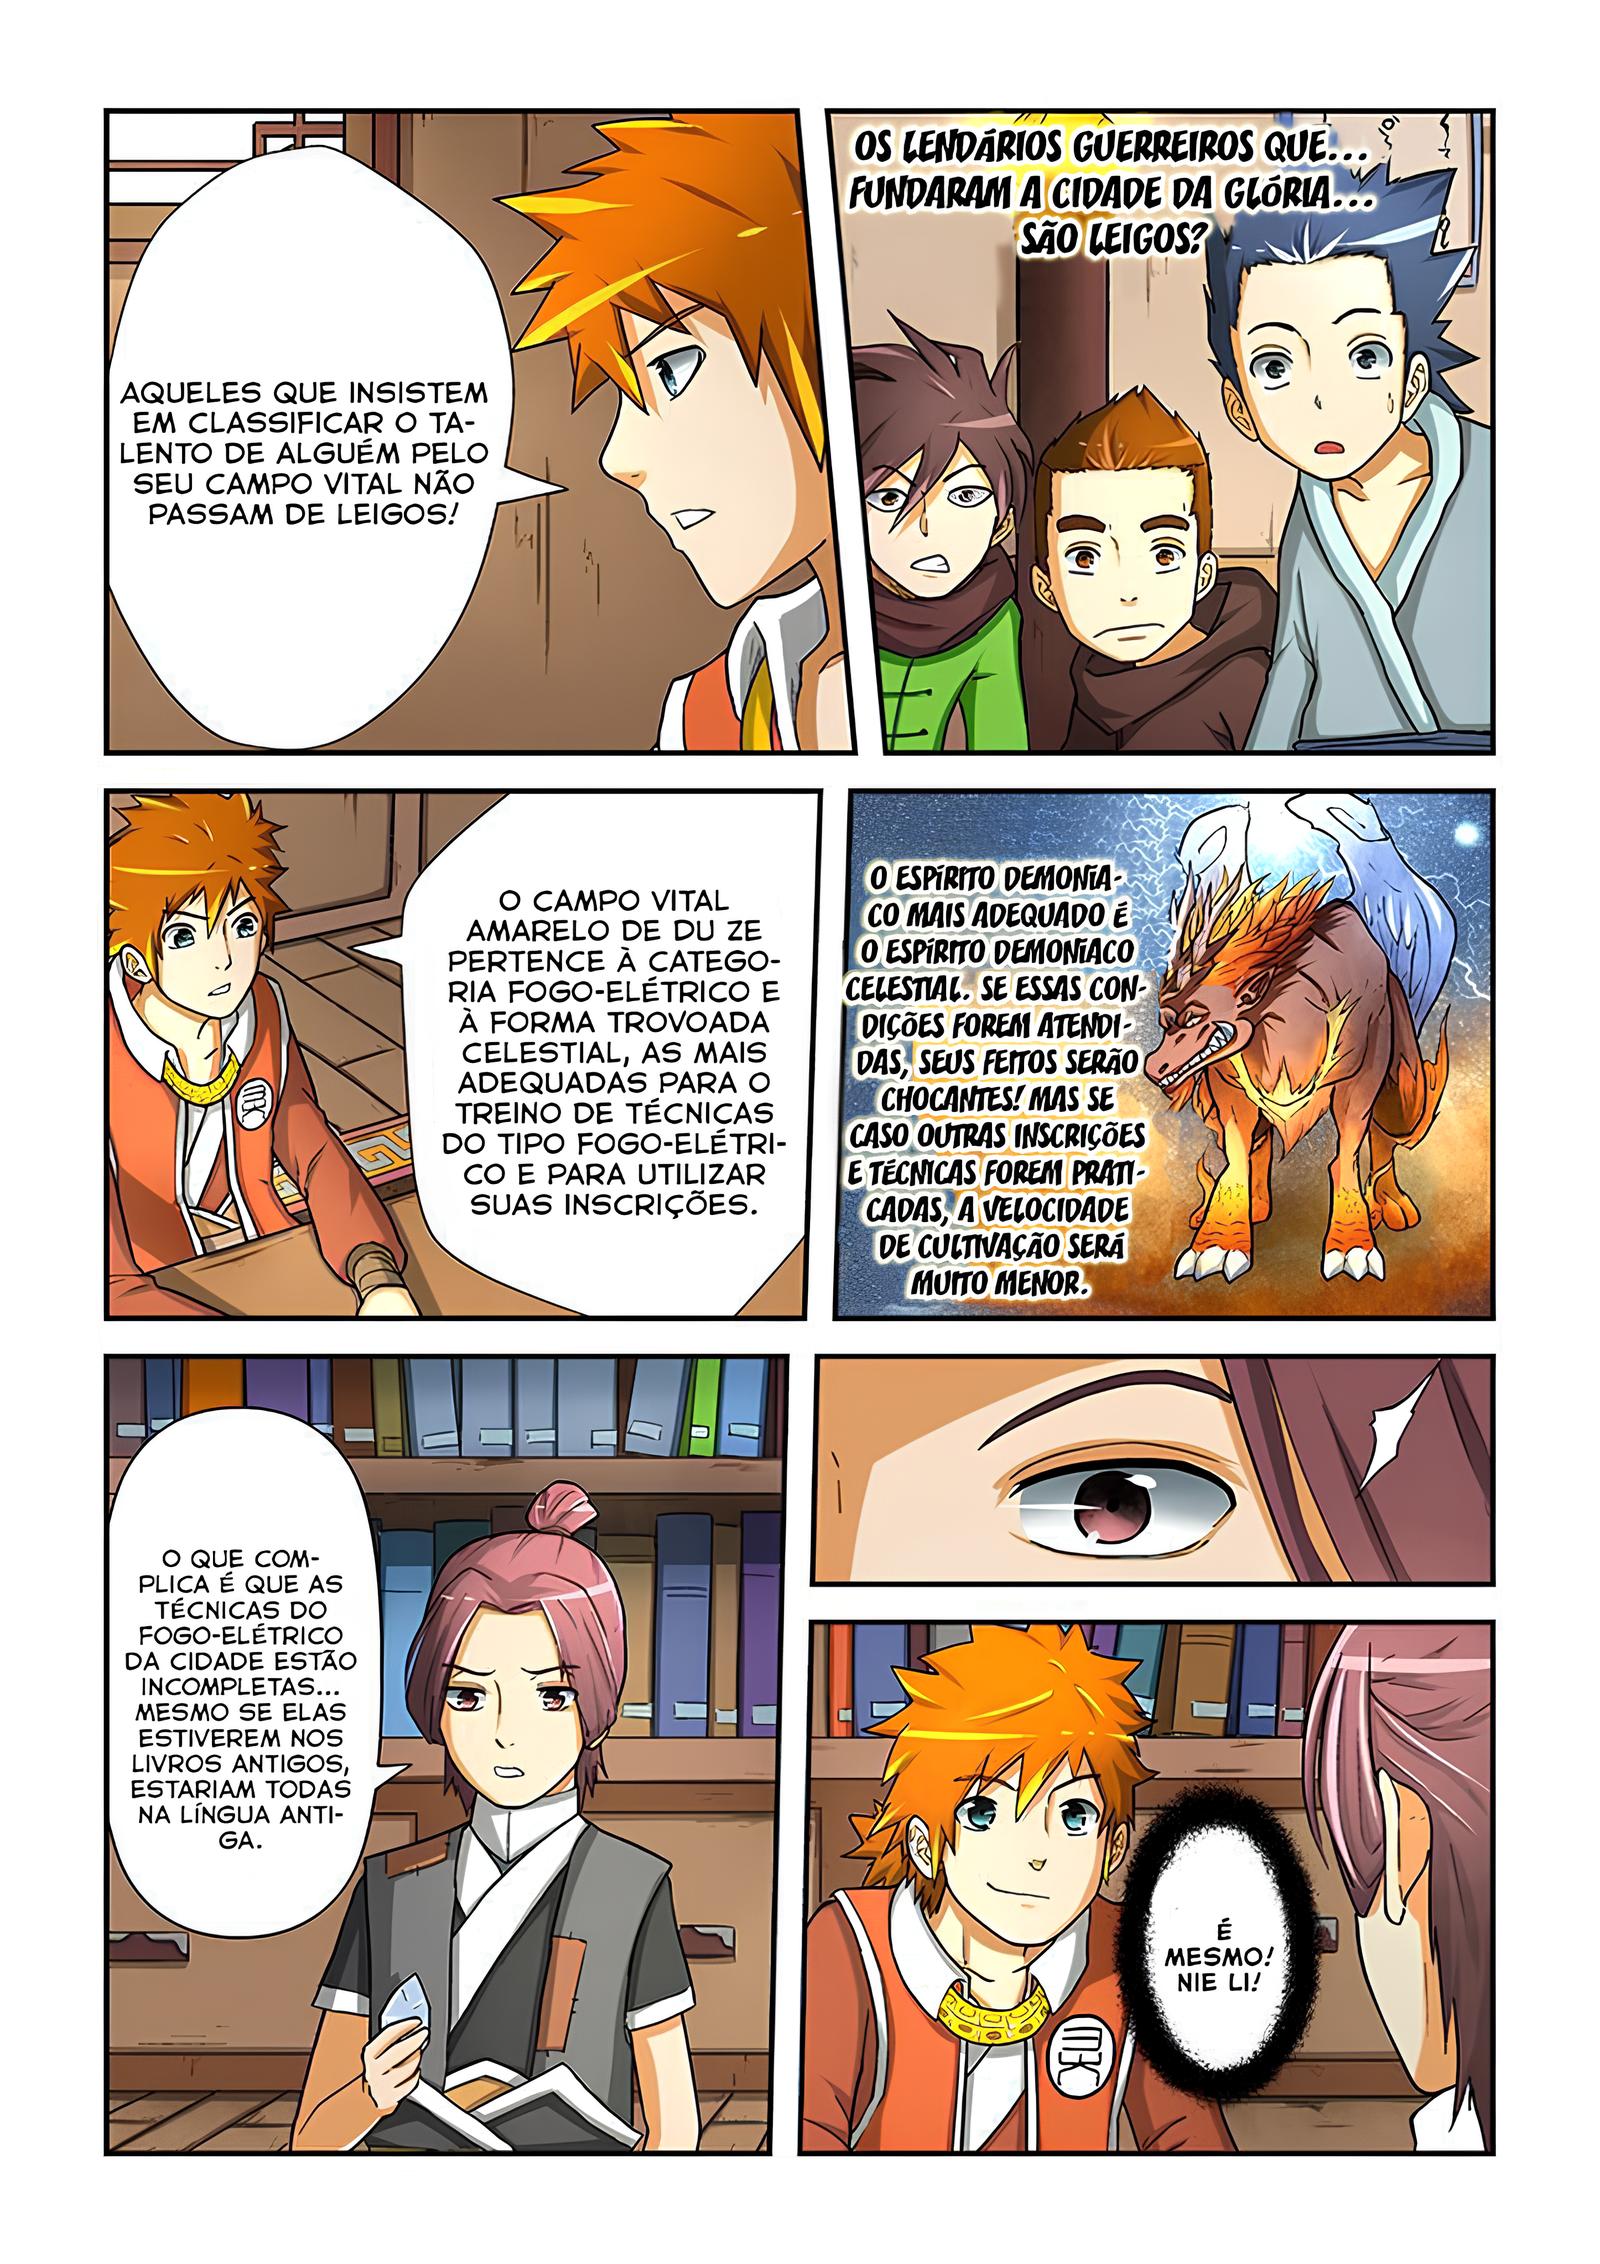 AQUELES QUE INSISTEM
EM CLASSIFICAR O TA-
LENTO DE ALGUÉM PELO
SEU CAMPO VITAL NÃO
PASSAM DE LEIGOS!
OS LENDÁRIOS GUERREIROS QUE...
FUNDARAM A CIDADE DA GLÓRIA...
SÃO LEIGOS?
O CAMPO VITAL
AMARELO DE DU ZE
PERTENCE À CATEGO-
RIA FOGO-ELÉTRICO E
À FORMA TROVOADA
CELESTIAL, AS MAIS
ADEQUADAS PARA O
TREINO DE TÉCNICAS
DO TIPO FOGO-ELÉTRI-
CO E PARA UTILIZAR
SUAS INSCRIÇÕES.
O ESPÍRITO DEMONÍA-
CO MAIS ADEQUADO É
O ESPÍRITO DEMONÍACO
CELESTIAL. SE ESSAS CON-
DIÇÕES FOREM ATENDI-
DAS, SEUS FEITOS SERÃO
CHOCANTES! MAS SE
CASO OUTRAS INSCRIÇÕES
E TÉCNICAS FOREM PRATI-
CADAS, A VELOCIDADE
DE CULTIVAÇÃO SERÁ
MUITO MENOR.
O QUE COM-
PLICA É QUE AS
TÉCNICAS DO
FOGO-ELÉTRICO
DA CIDADE ESTÃO
INCOMPLETAS...
MESMO SE ELAS
ESTIVEREM NOS
LIVROS ANTIGOS,
ESTARIAM TODAS
NA LÍNGUA ANTI-
GA.
É
MESMO!
NIE LI!